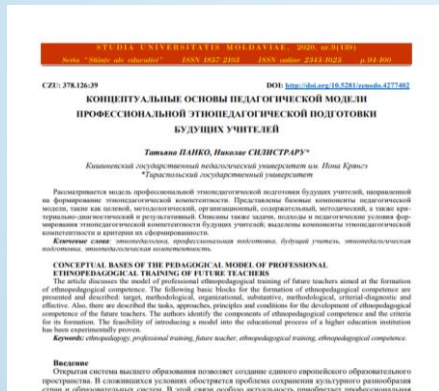 STUDIA UNIVERSITATIS MOLDAVIAE, 2020, nr.9(139)
Seria "Științe ale educației" ISSN 1857-2103 ISSN online 2345-1025 p.94-100
CZU: 378.126:39 DOI: http://doi.org/10.5281/zenodo.4277402
КОНЦЕПТУАЛЬНЫЕ ОСНОВЫ ПЕДАГОГИЧЕСКОЙ МОДЕЛИ
ПРОФЕССИОНАЛЬНОЙ ЭТНОПЕДАГОГИЧЕСКОЙ ПОДГОТОВКИ
БУДУЩИХ УЧИТЕЛЕЙ
Татьяна ПАНКО, Николае СИЛИСТРАРУ*
Кишиневский государственный педагогический университет им. Иона Крянгэ
*Тираспольский государственный университет
Рассматривается модель профессиональной этнопедагогической подготовки будущих учителей, направленной
на формирование этнопедагогической компетентности. Представлены базовые компоненты педагогической
модели, такие как целевой, методологический, организационный, содержательный, методический, а также кри-
териально-диагностический и результативный. Описаны также задачи, подходы и педагогические условия фор-
мирования этнопедагогической компетентности будущих учителей; выделены компоненты этнопедагогической
компетентности и критерии их сформированности.
Ключевые слова: этнопедагогика, профессиональная подготовка, будущий учитель, этнопедагогическая
подготовка, этнопедагогическая компетентность.
CONCEPTUAL BASES OF THE PEDAGOGICAL MODEL OF PROFESSIONAL
ETHNOPEDAGOGICAL TRAINING OF FUTURE TEACHERS
The article discusses the model of professional ethnopedagogical training of future teachers aimed at the formation
of ethnopedagogical competence. The following basic blocks for the formation of ethnopedagogical competence are
presented and described: target, methodological, organizational, substantive, methodological, criterial-diagnostic and
effective. Also, there are described the tasks, approaches, principles and conditions for the development of ethnopedagogical
competence of the future teachers. The authors identify the components of ethnopedagogical competence and the criteria
for its formation. The feasibility of introducing a model into the educational process of a higher education institution
has been experimentally proven.
Keywords: ethnopedagogy, professional training, future teacher, ethnopedagogical training, ethnopedagogical competence.
Введение
Открытая система высшего образования позволяет создание единого европейского образовательного
пространства. В сложившихся условиях обостряется проблема сохранения культурного разнообразия
стран и образовательных систем. В этой связи особую актуальность приобретает профессиональная